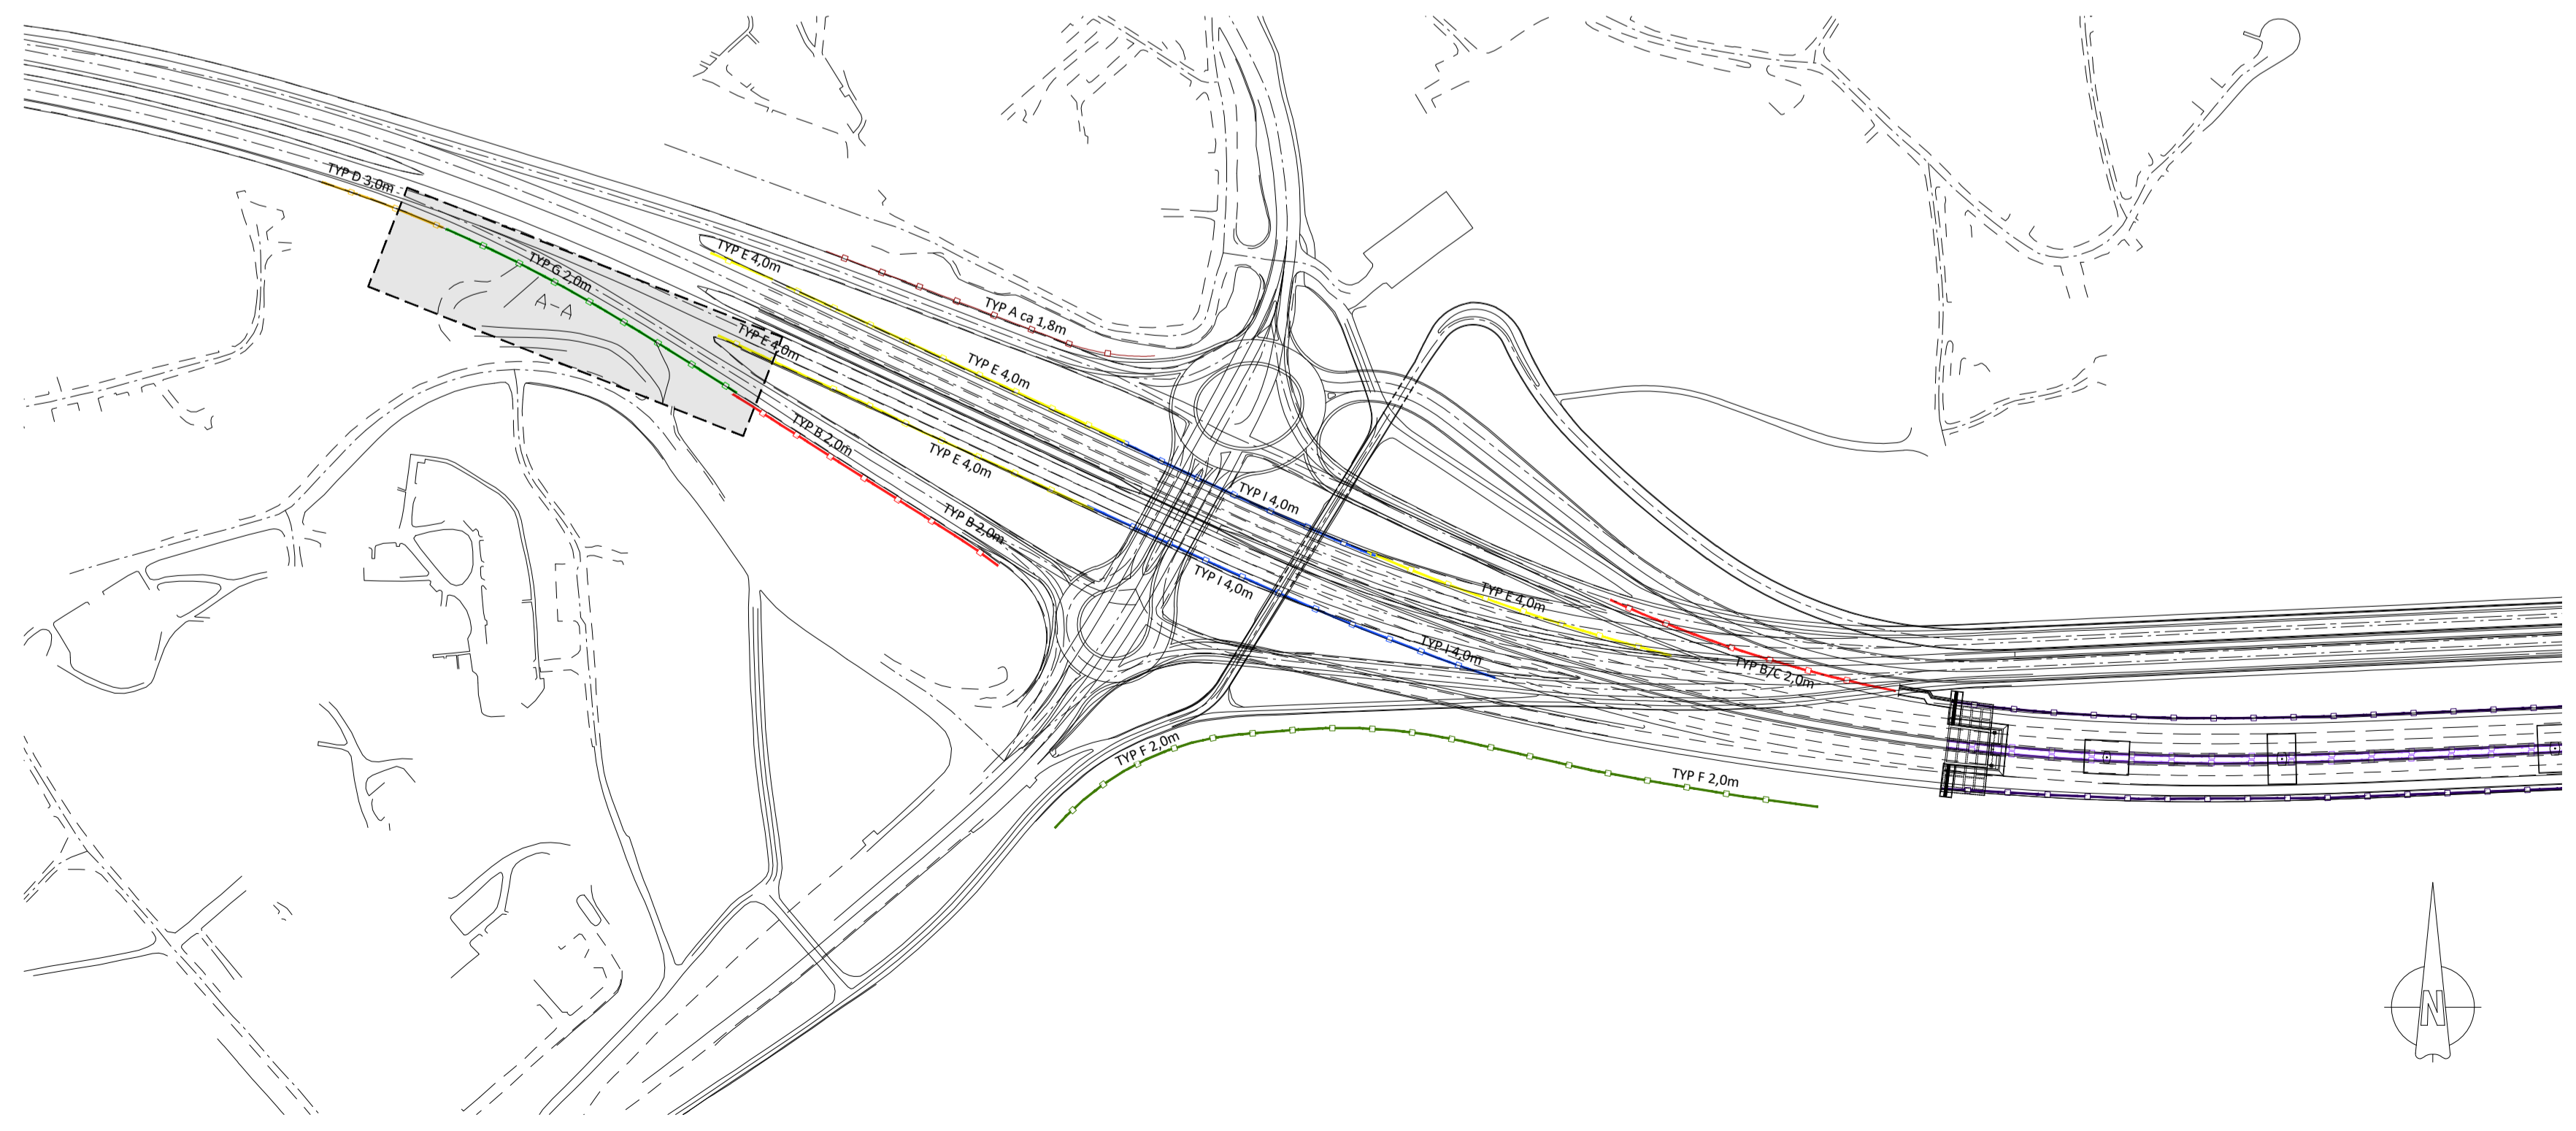 TYP D 3,0m
TYP G 2,0m
A-A
TYP E 4,0m
TYP A ca 1,8m
TYP E 4,0m
TYP E 4,0m
TYP B 2,0m
TYP E 4,0m
TYP B 2,0m
TYP I 4,0m
TYP I 4,0m
TYP E 4,0m
TYP I 4,0m
TYP B/C 2,0m
TYP F 2,0m
TYP F 2,0m
N